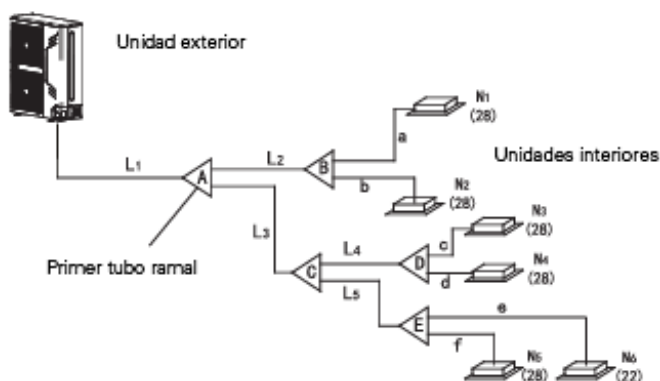 Unidad exterior
N1
(28)
a
L1
L2
A
B
Unidades interiores
b
N2
(28)
N3
(28)
L3
L4
c
D
d
N4
(28)
Primer tubo ramal
C
L5
e
E
f
N5
(28)
N6
(22)